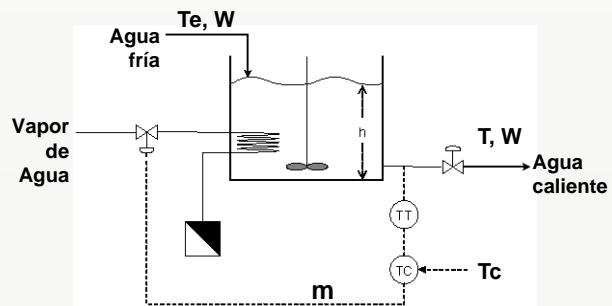 Te, W
Agua
fría
Vapor
de
Agua
h
T, W
Agua
caliente
TT
TC
Tc
m